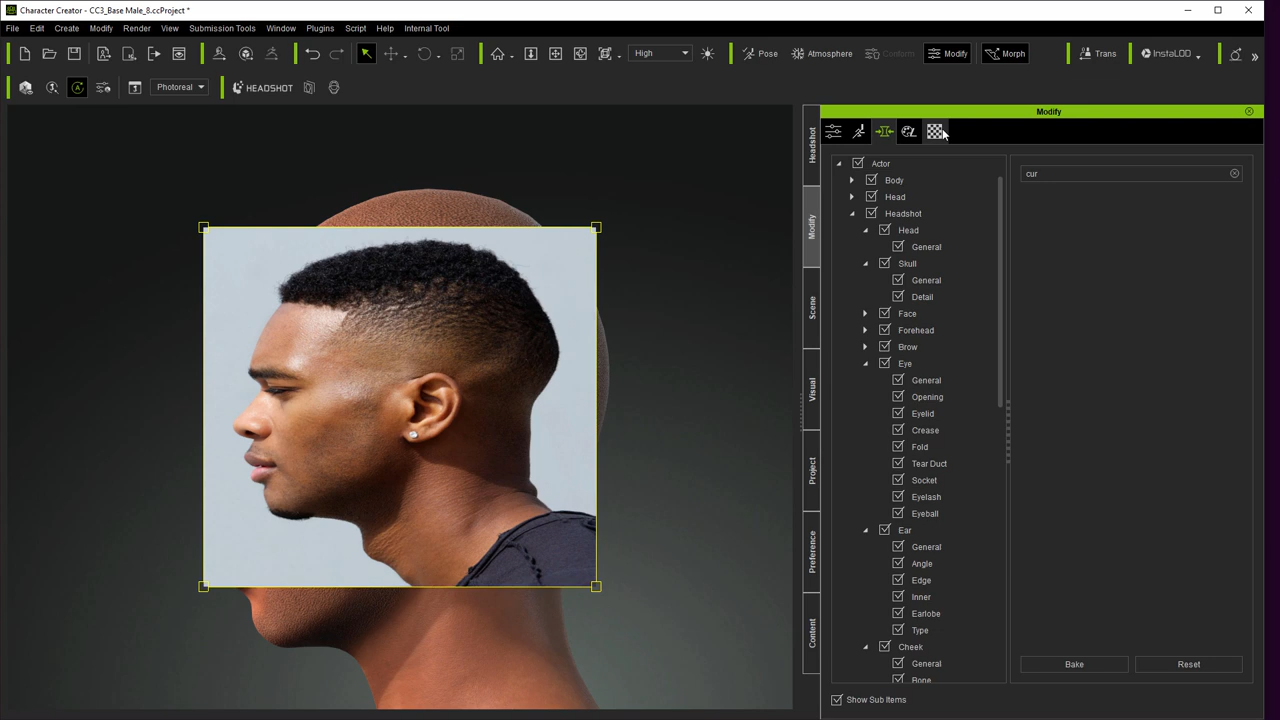 Character Creator - CC3_Base Male_8.ccProject *
File Edit Create Modify Render View Submission Tools Window Plugins Script Help Internal Tool
High Pose Atmosphere Conform Modify Morph Trans InstaLOD
Photoreal HEADSHOT
Modify
Headshot
Modify
Scene
Visual
Project
Preference
Content
Actor
Body
Head
Headshot
Head
General
Skull
General
Detail
Face
Forehead
Brow
Eye
General
Opening
Eyelid
Crease
Fold
Tear Duct
Socket
Eyelash
Eyeball
Ear
General
Angle
Edge
Inner
Earlobe
Type
Cheek
General
Bone
Show Sub Items
cur
Bake Reset